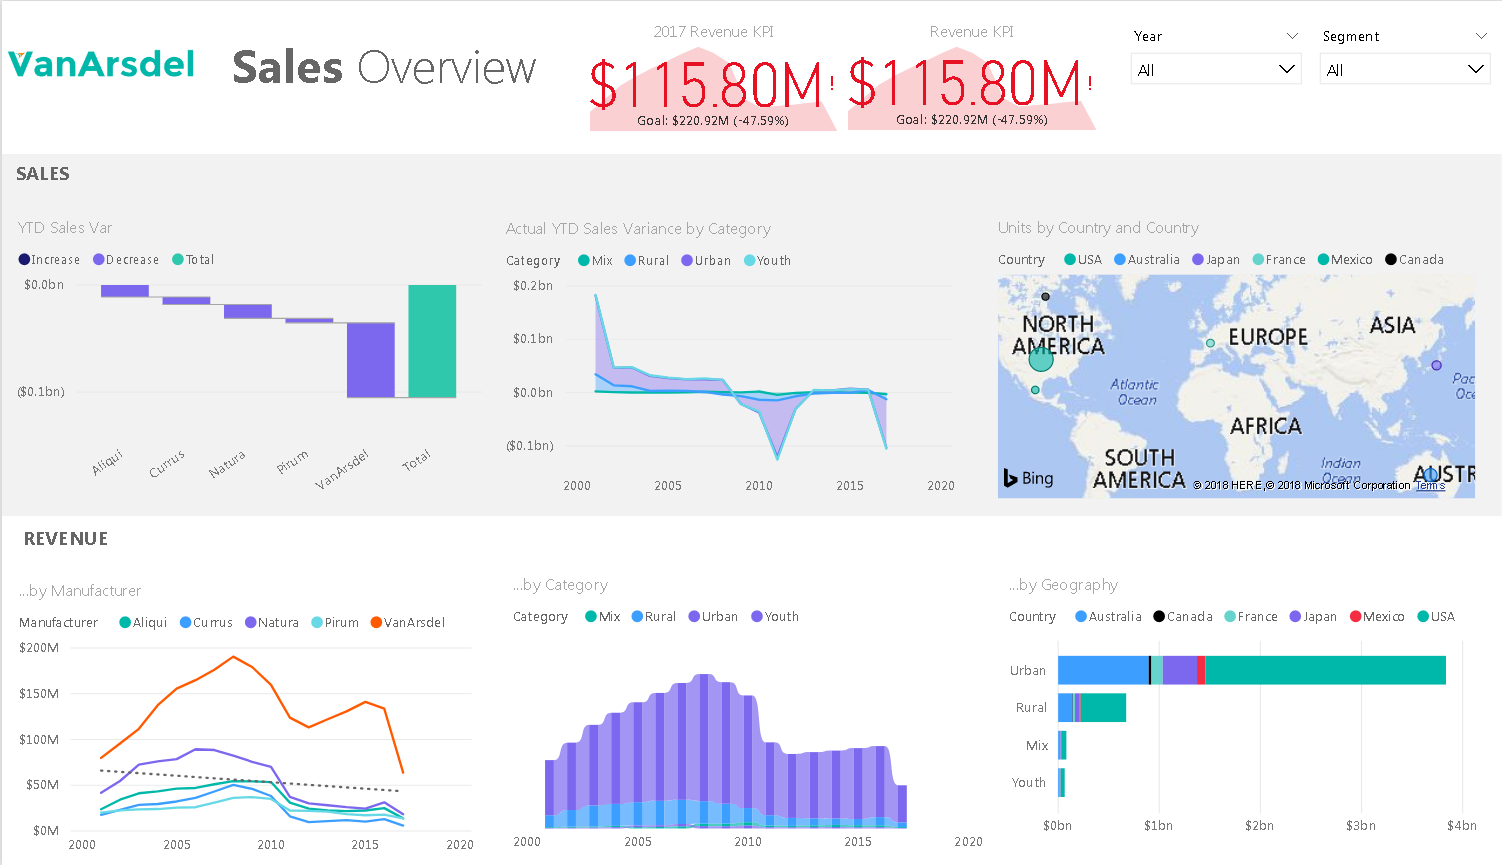 VanArsdel
Sales Overview
2017 Revenue KPI
$115.80M!
Goal: $220.92M (-47.59%)
Revenue KPI
$115.80M!
Goal: $220.92M (-47.59%)
Year
All
Segment
All
SALES
YTD Sales Var
Increase Decrease Total
$0.0bn
($0.1bn)
Aliqui
Currus
Natura
Pirum
VanArsdel
Total
Actual YTD Sales Variance by Category
Category Mix Rural Urban Youth
$0.2bn
$0.1bn
$0.0bn
($0.1bn)
2000 2005 2010 2015 2020
Units by Country and Country
Country USA Australia Japan France Mexico Canada
NORTH
AMERICA
EUROPE
ASIA
Atlantic
Ocean
Pac
Oc
AFRICA
SOUTH
AMERICA
Indian
Ocean
AUSTR
Bing
© 2018 HERE,© 2018 Microsoft Corporation Terms
REVENUE
...by Manufacturer
Manufacturer Aliqui Currus Natura Pirum VanArsdel
$200M
$150M
$100M
$50M
$0M
2000 2005 2010 2015 2020
...by Category
Category Mix Rural Urban Youth
2000 2005 2010 2015 2020
...by Geography
Country Australia Canada France Japan Mexico USA
Urban
Rural
Mix
Youth
$0bn $1bn $2bn $3bn $4bn